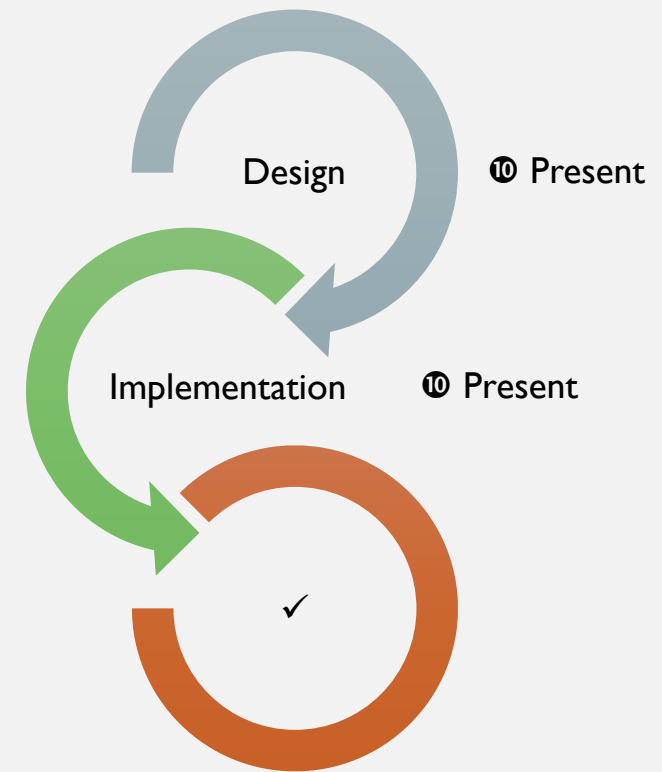 Design ❿ Present
Implementation ❿ Present
✓